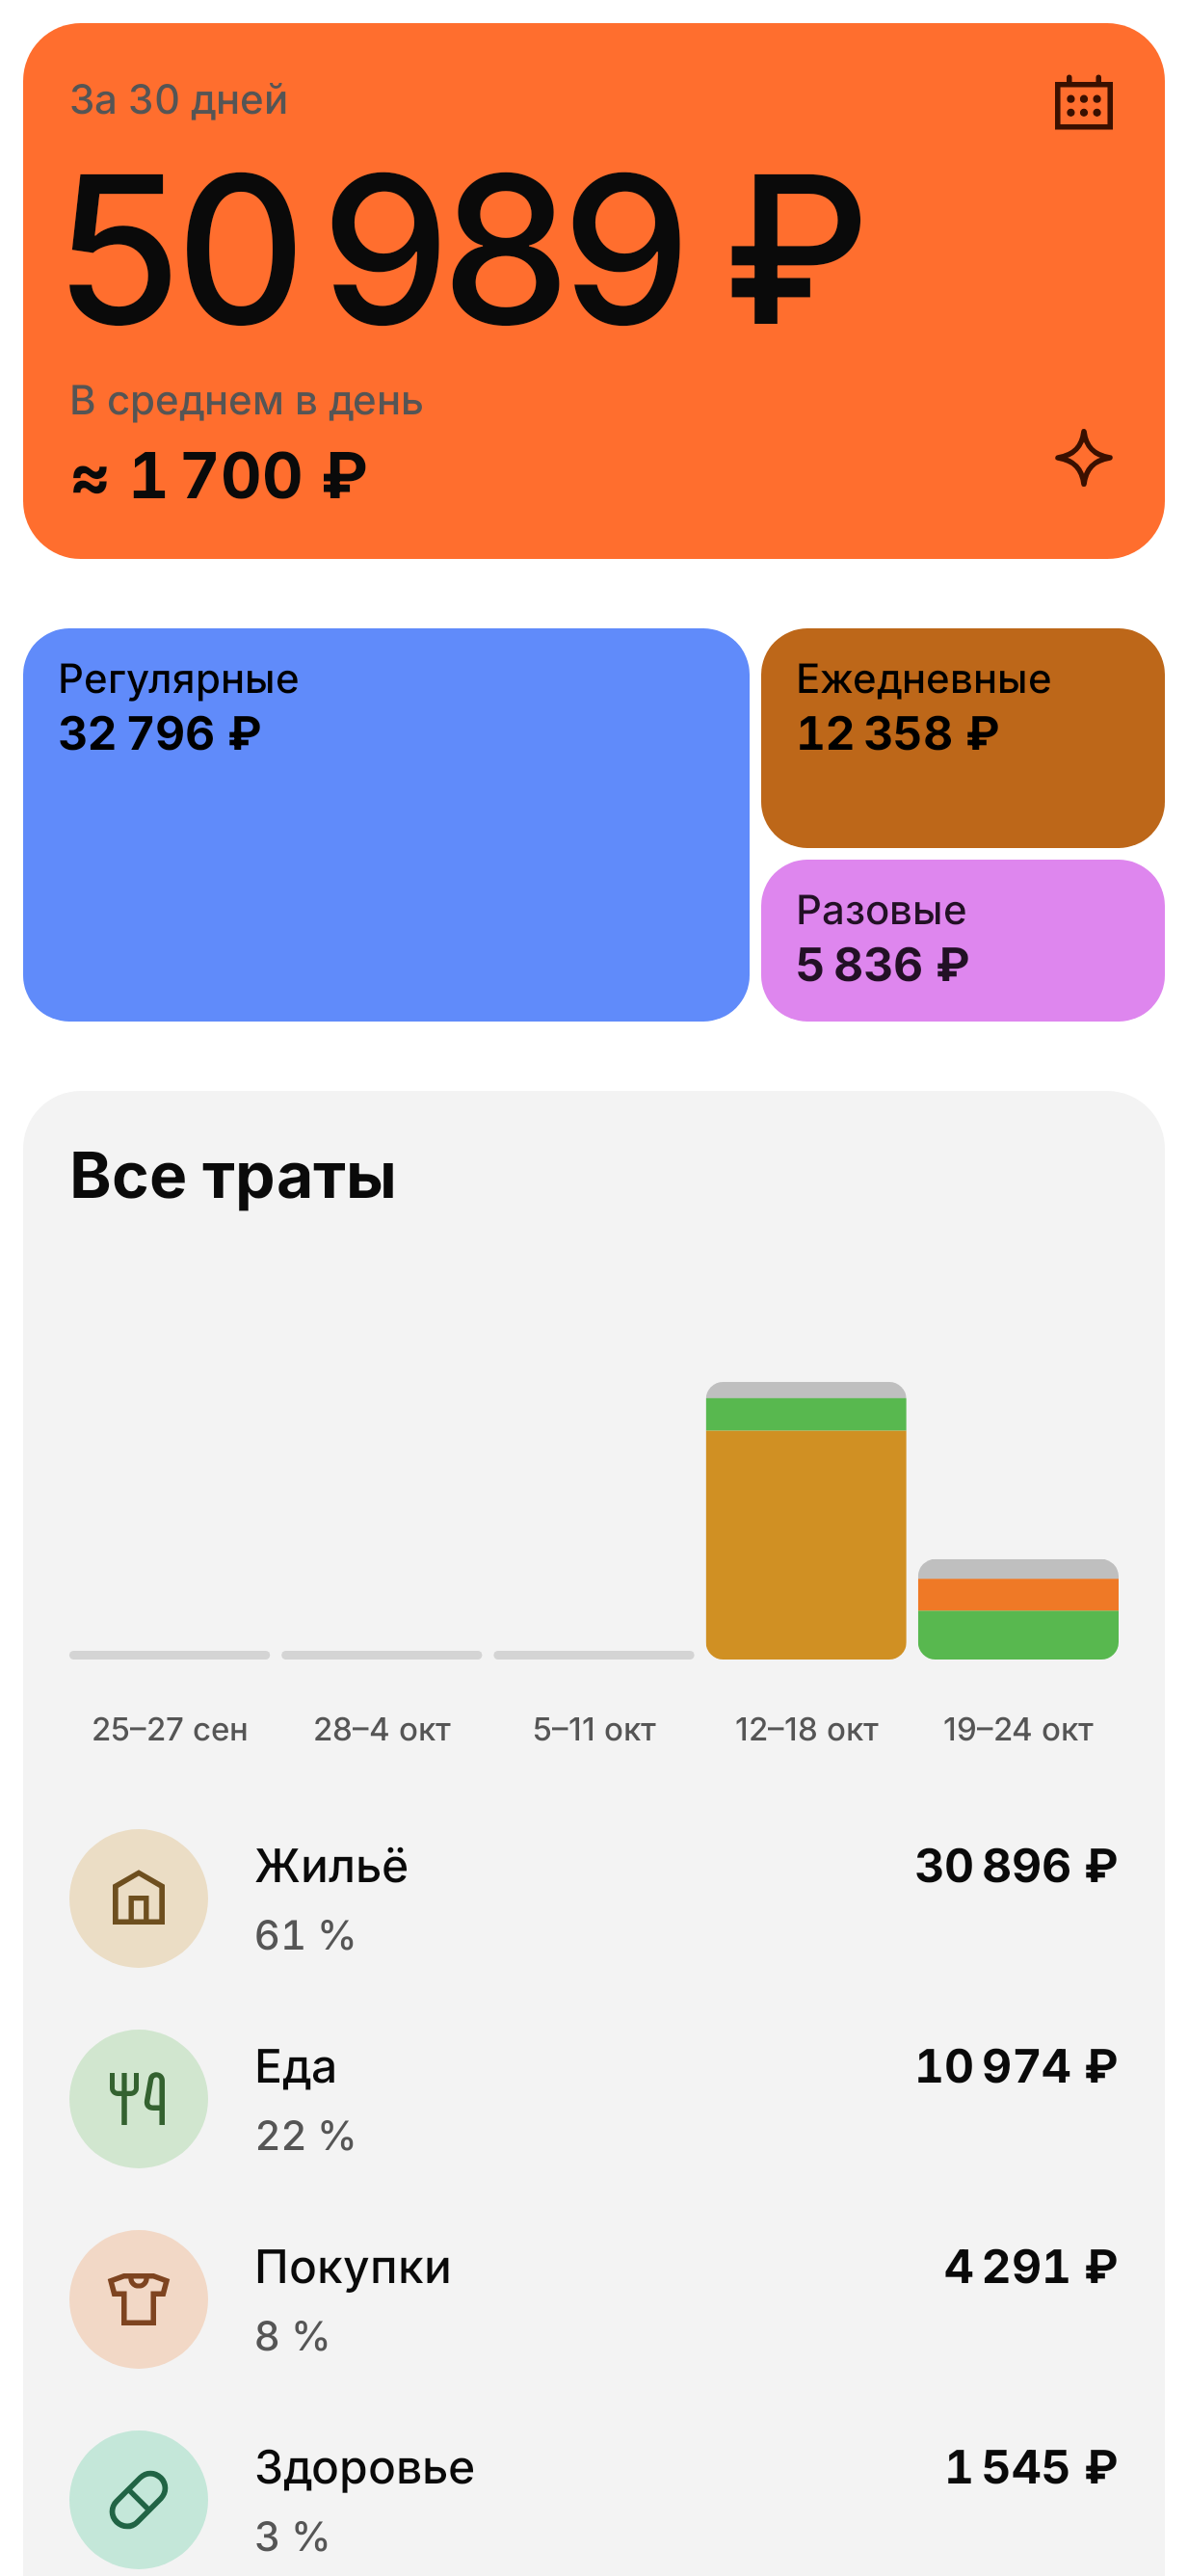 За 30 дней
50 989 ₽
В среднем в день
≈ 1 700 ₽
Регулярные
32 796 ₽
Ежедневные
12 358 ₽
Разовые
5 836 ₽
Все траты
25–27 сен
28–4 окт
5–11 окт
12–18 окт
19–24 окт
Жильё
30 896 ₽
61 %
Еда
10 974 ₽
22 %
Покупки
4 291 ₽
8 %
Здоровье
1 545 ₽
3 %